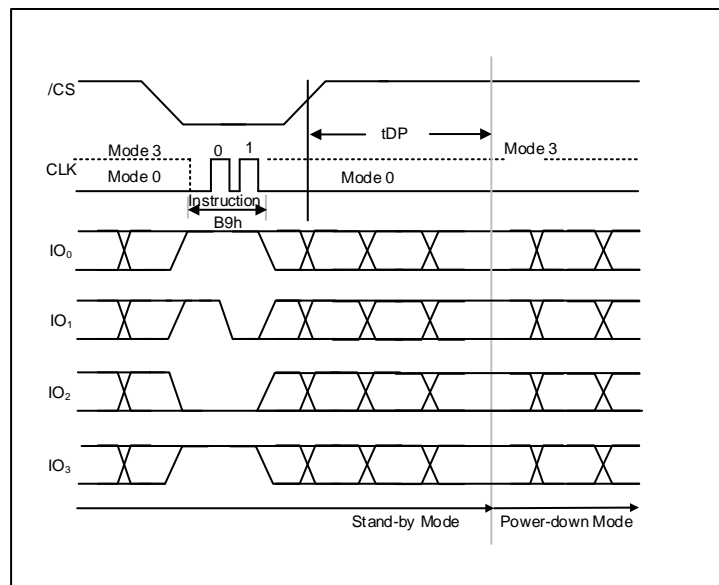 /CS
tDP
Mode 3
0 1
Mode 3
CLK
Mode 0
Mode 0
Instruction
B9h
IO0
IO1
IO2
IO3
Stand-by Mode
Power-down Mode